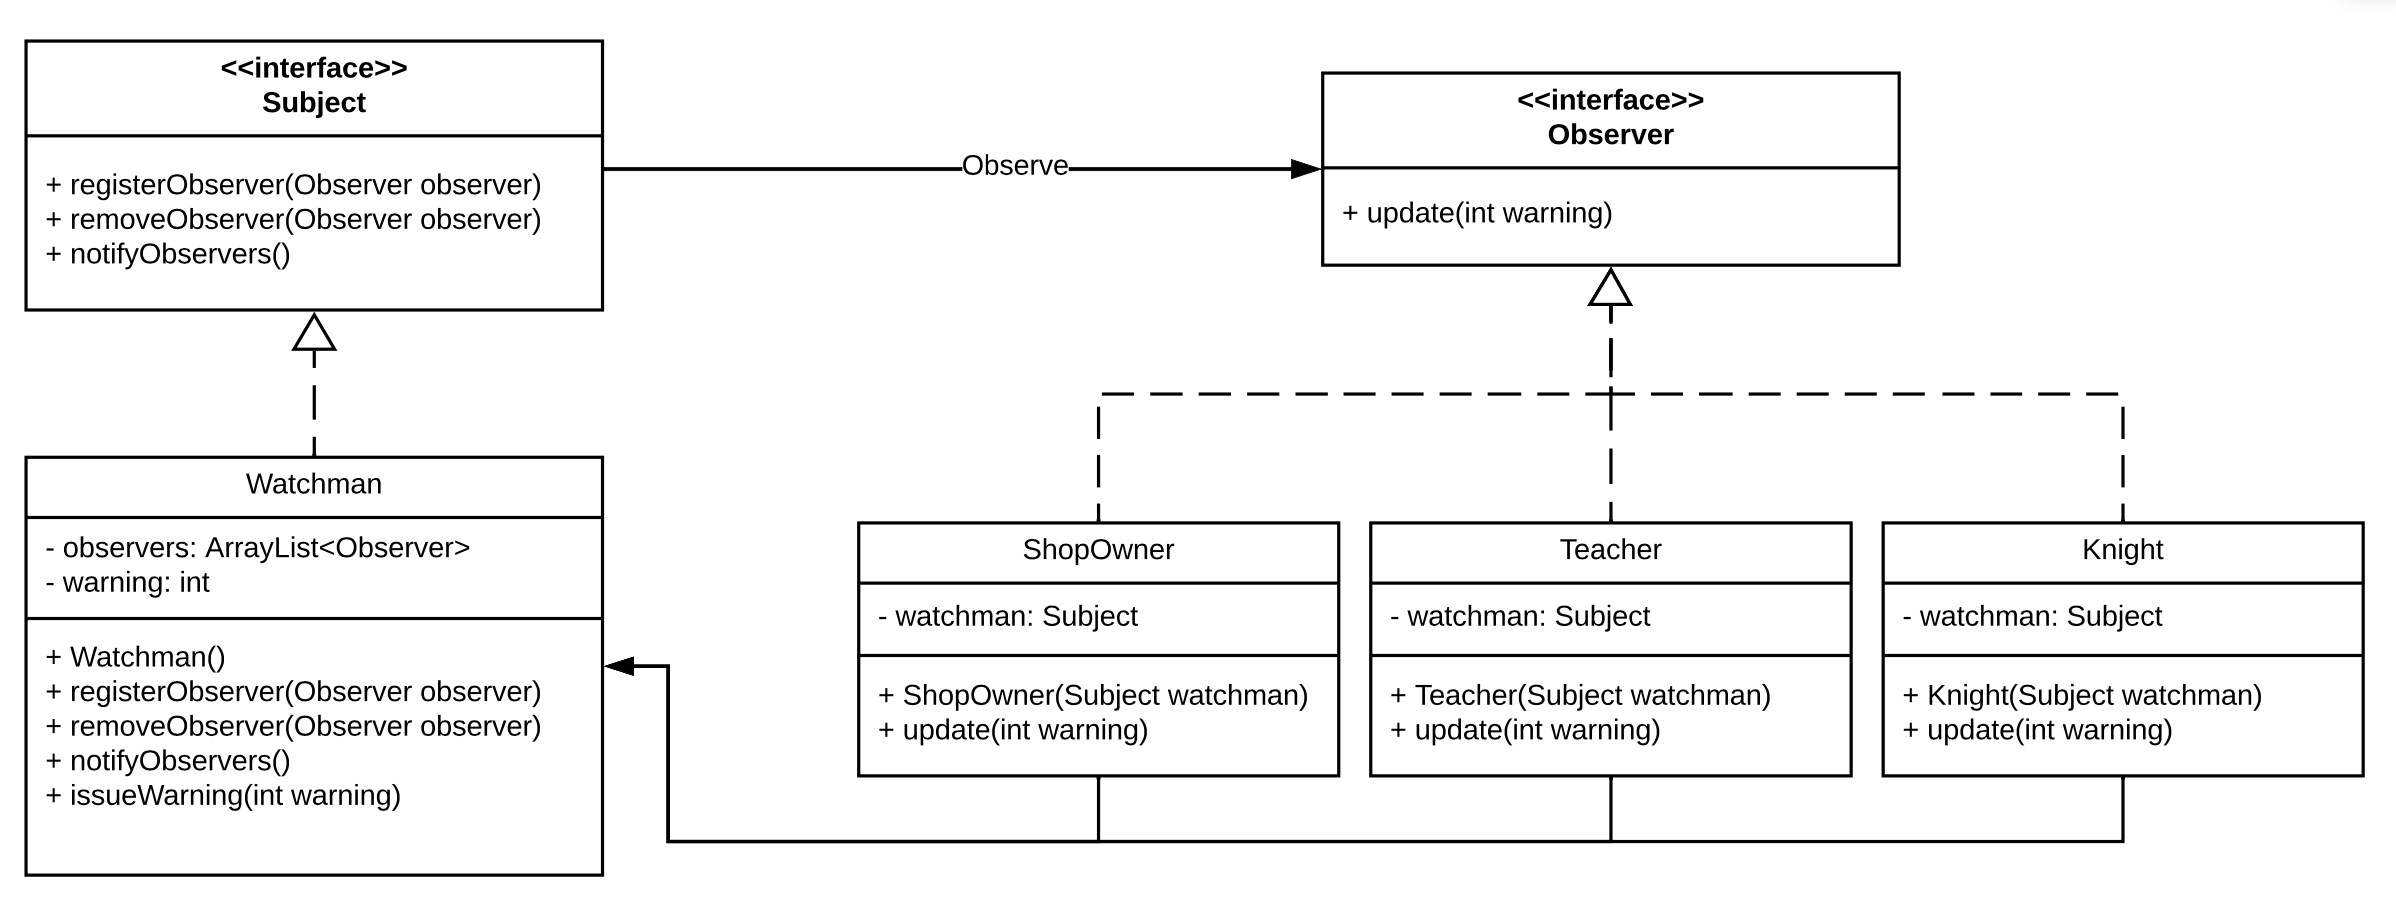 <<interface>>
Subject
+ registerObserver(Observer observer)
+ removeObserver(Observer observer)
+ notifyObservers()
Observe
<<interface>>
Observer
+ update(int warning)
Watchman
- observers: ArrayList<Observer>
- warning: int
+ Watchman()
+ registerObserver(Observer observer)
+ removeObserver(Observer observer)
+ notifyObservers()
+ issueWarning(int warning)
ShopOwner
- watchman: Subject
+ ShopOwner(Subject watchman)
+ update(int warning)
Teacher
- watchman: Subject
+ Teacher(Subject watchman)
+ update(int warning)
Knight
- watchman: Subject
+ Knight(Subject watchman)
+ update(int warning)